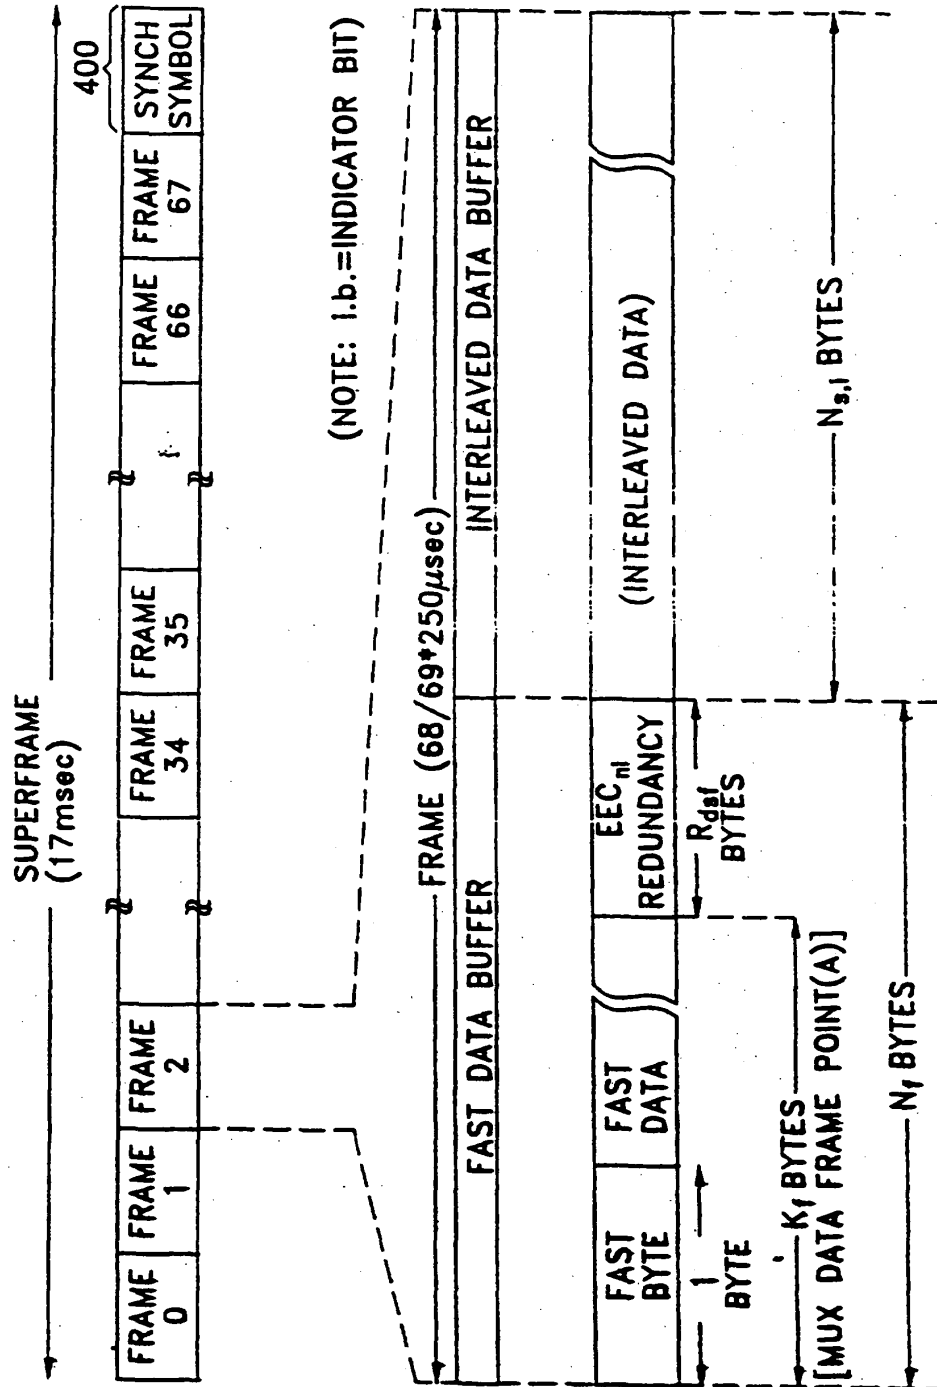 SUPERFRAME
(17msec)
400
FRAME 0
FRAME 1
FRAME 2
FRAME 34
FRAME 35
FRAME 66
FRAME 67
SYNCH SYMBOL
(NOTE: I.b.=INDICATOR BIT)
FRAME (68/69*250μsec)
FAST DATA BUFFER
INTERLEAVED DATA BUFFER
FAST BYTE
FAST DATA
EEC_nl REDUNDANCY
(INTERLEAVED DATA)
1 BYTE
R_dsf BYTES
N_s,l BYTES
K_f BYTES
[MUX DATA FRAME POINT(A)]
N_f BYTES